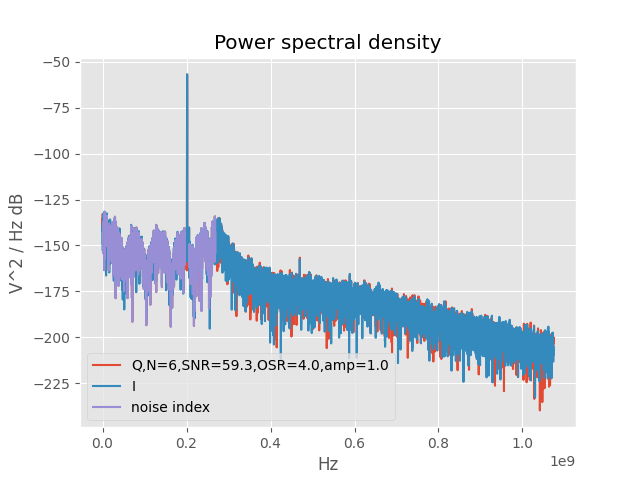 Power spectral density
V^2 / Hz dB
−50
−75
−100
−125
−150
−175
−200
−225
Q,N=6,SNR=59.3,OSR=4.0,amp=1.0
I
noise index
0.0 0.2 0.4 0.6 0.8 1.0
1e9
Hz